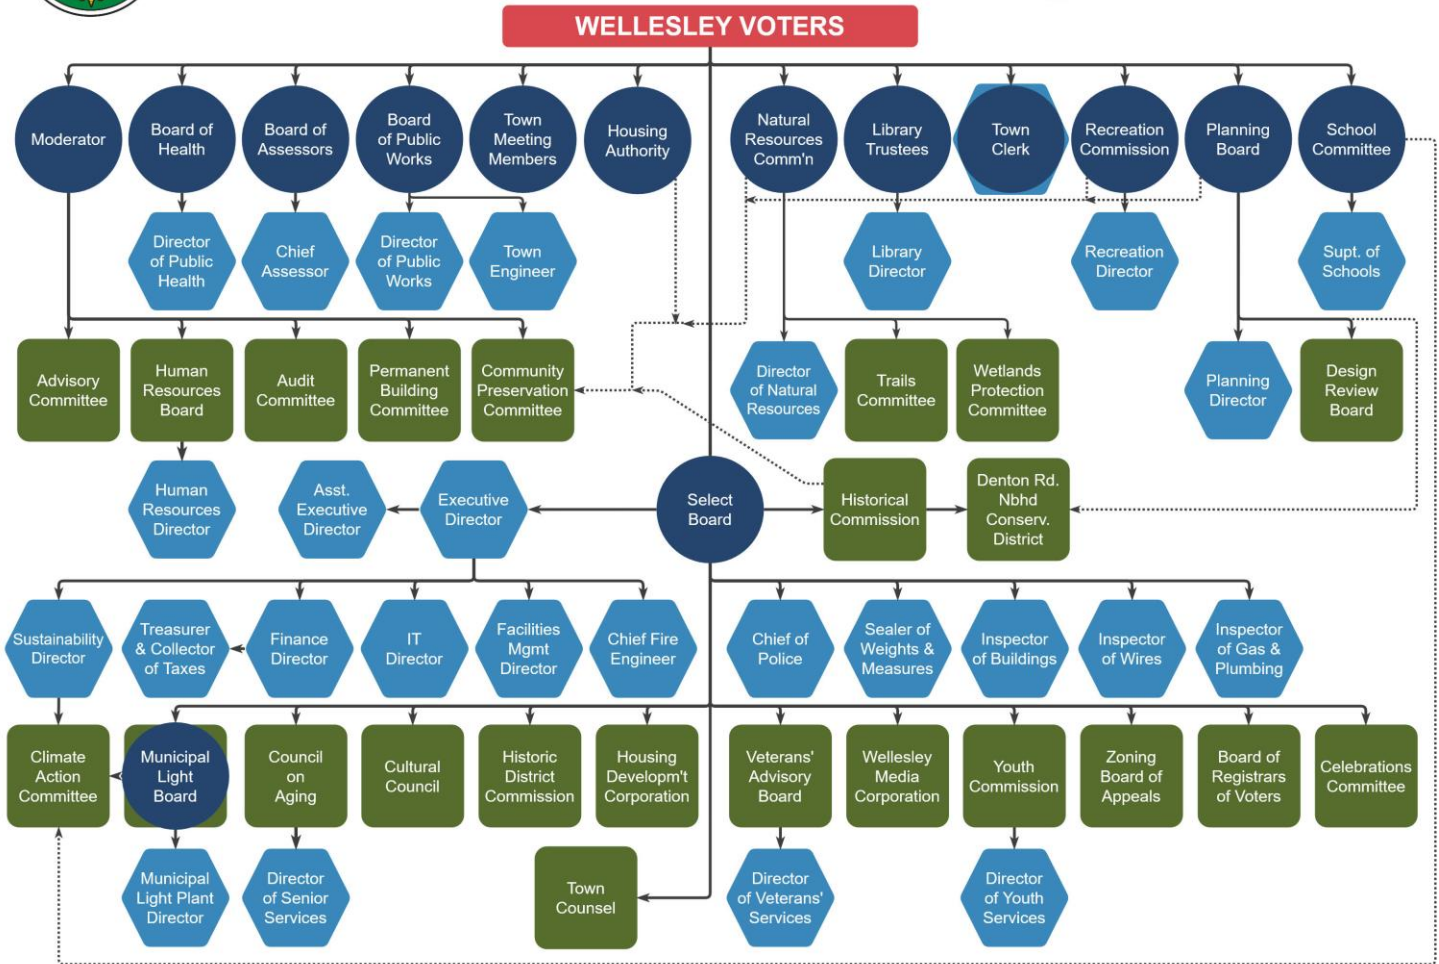 WELLESLEY VOTERS
Moderator
Board of
Health
Board of
Assessors
Board
of Public
Works
Town
Meeting
Members
Housing
Authority
Natural
Resources
Comm'n
Library
Trustees
Town
Clerk
Recreation
Commission
Planning
Board
School
Committee
Director
of Public
Health
Chief
Assessor
Director
of Public
Works
Town
Engineer
Library
Director
Recreation
Director
Supt. of
Schools
Advisory
Committee
Human
Resources
Board
Audit
Committee
Permanent
Building
Committee
Community
Preservation
Committee
Director
of Natural
Resources
Trails
Committee
Wetlands
Protection
Committee
Planning
Director
Design
Review
Board
Human
Resources
Director
Asst.
Executive
Director
Executive
Director
Select
Board
Historical
Commission
Denton Rd.
Nbhd
Conserv.
District
Sustainability
Director
Treasurer
& Collector
of Taxes
Finance
Director
IT
Director
Facilities
Mgmt
Director
Chief Fire
Engineer
Chief of
Police
Sealer of
Weights &
Measures
Inspector
of Buildings
Inspector
of Wires
Inspector
of Gas &
Plumbing
Climate
Action
Committee
Municipal
Light
Board
Council
on
Aging
Cultural
Council
Historic
District
Commission
Housing
Developm't
Corporation
Veterans'
Advisory
Board
Wellesley
Media
Corporation
Youth
Commission
Zoning
Board of
Appeals
Board of
Registrars
of Voters
Celebrations
Committee
Municipal
Light Plant
Director
Director
of Senior
Services
Town
Counsel
Director
of Veterans'
Services
Director
of Youth
Services